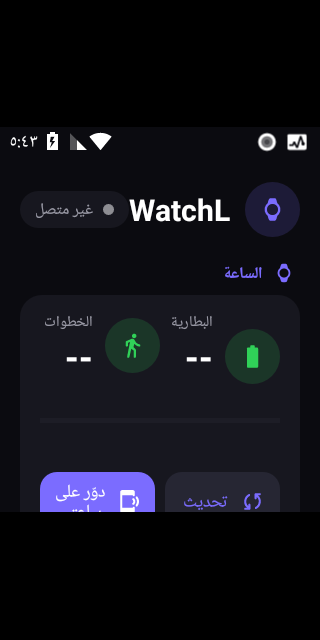 ٥:٤٣
WatchL
غير متصل
الساعة
البطارية
الخطوات
--
--
تحديث
دوّر على